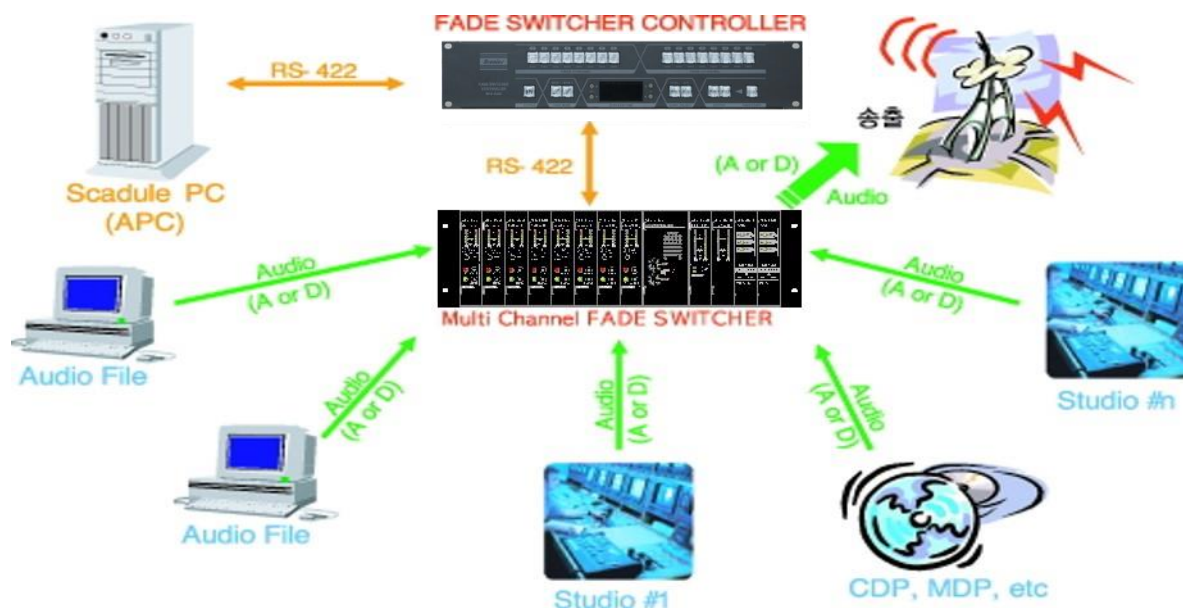 FADE SWITCHER CONTROLLER
RS- 422
송출
Scadule PC
(APC)
RS- 422
(A or D)
Audio
Audio
(A or D)
Multi Channel FADE SWITCHER
Audio
(A or D)
Audio File
Audio
(A or D)
Audio
(A or D)
Audio
(A or D)
Studio #n
Audio File
Studio #1
CDP, MDP, etc